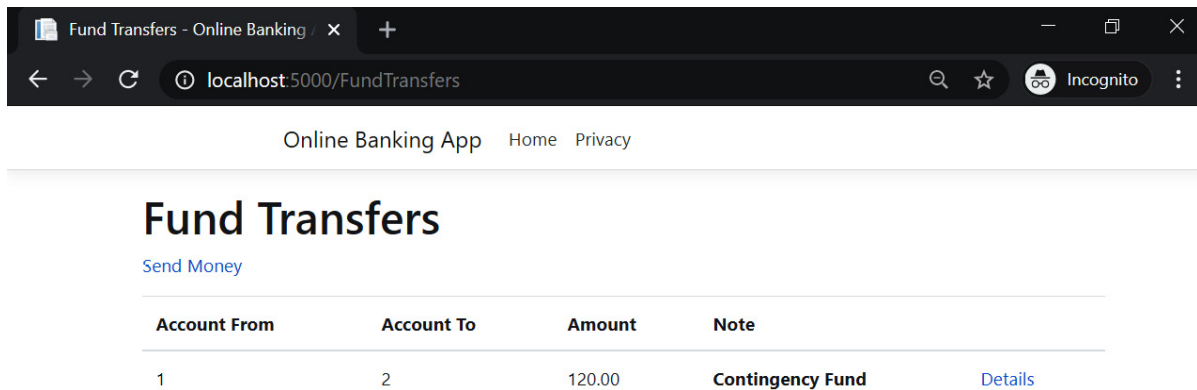 Fund Transfers - Online Banking /
localhost:5000/FundTransfers Incognito
Online Banking App Home Privacy
Fund Transfers
Send Money
Account From Account To Amount Note
1 2 120.00 Contingency Fund Details